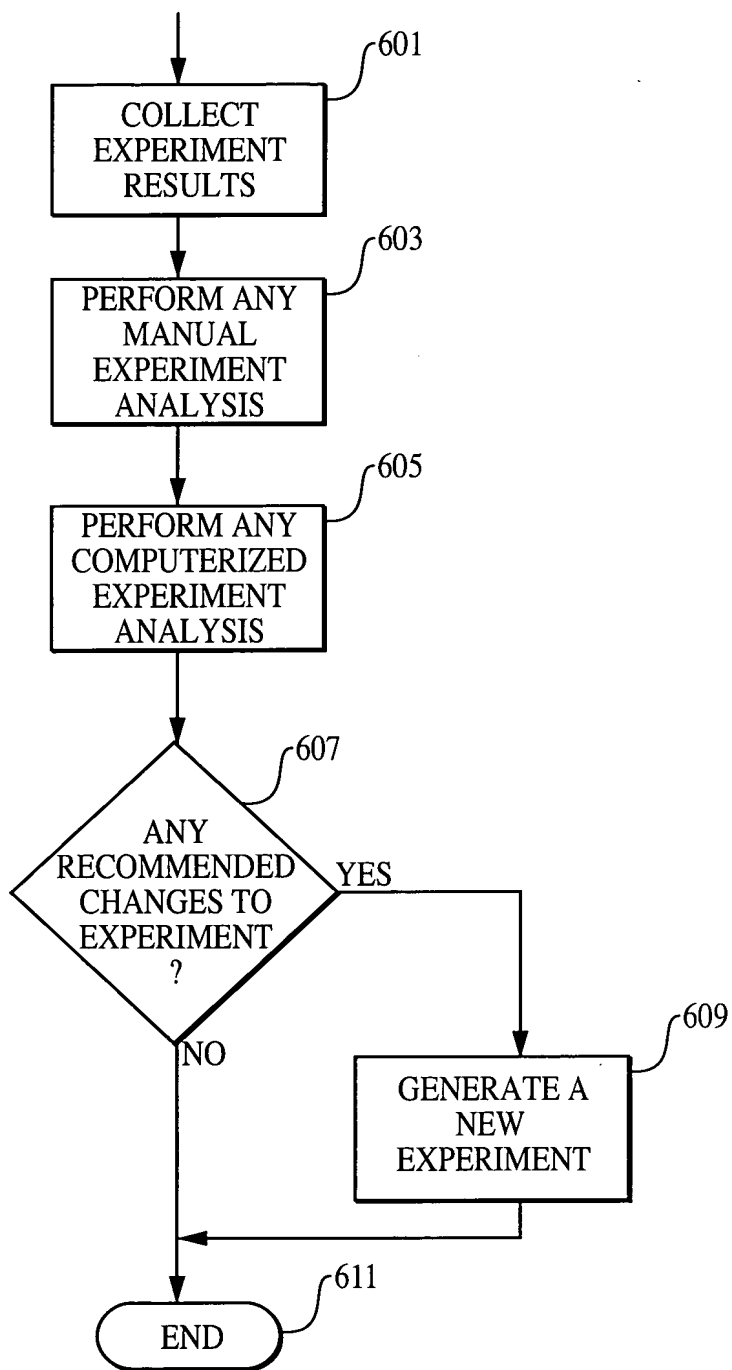 601
COLLECT
EXPERIMENT
RESULTS
603
PERFORM ANY
MANUAL
EXPERIMENT
ANALYSIS
605
PERFORM ANY
COMPUTERIZED
EXPERIMENT
ANALYSIS
607
ANY
RECOMMENDED
CHANGES TO
EXPERIMENT
?
YES
NO
609
GENERATE A
NEW
EXPERIMENT
611
END